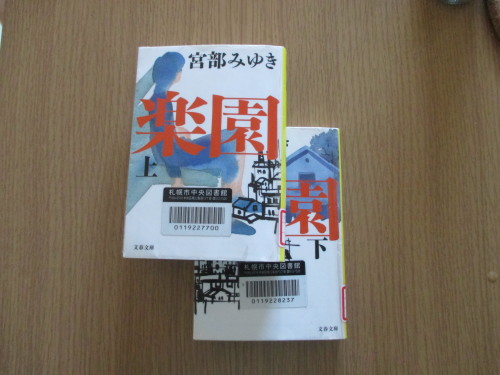 宮部みゆき
楽園
上
札幌市中央図書館
0119227700
文春文庫
園
下
札幌市中央図書館
0119228237
文春文庫